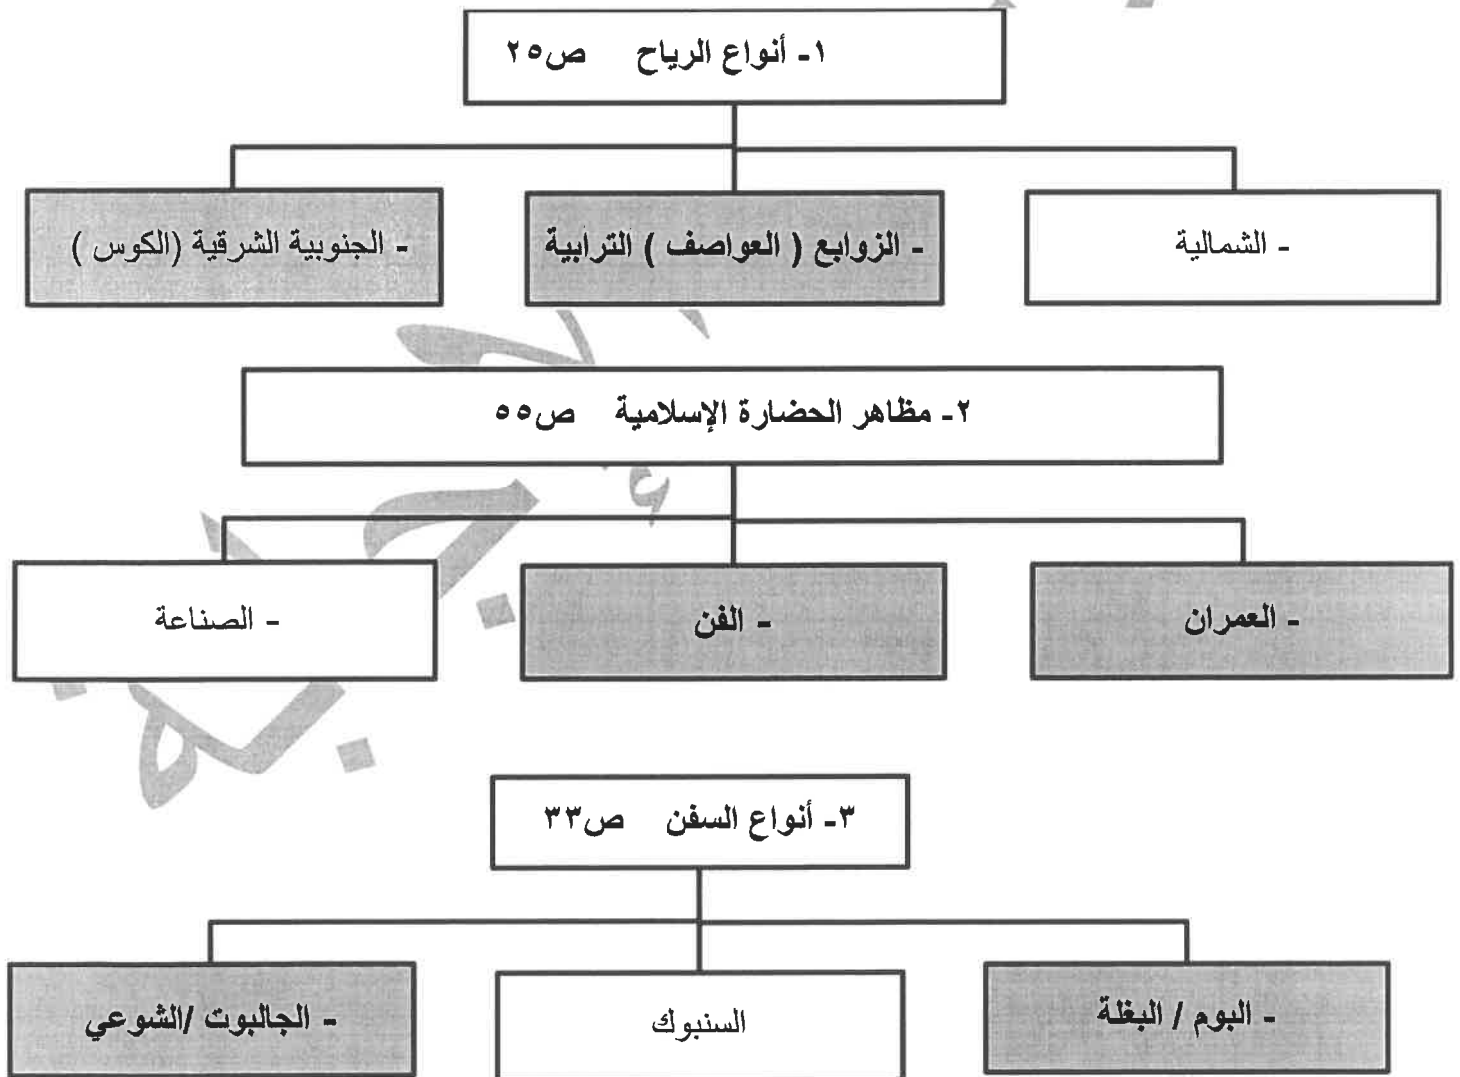 ١- أنواع الرياح ص٢٥
- الشمالية
- الزوابع ( العواصف ) الترابية
- الجنوبية الشرقية (الكوس )
٢- مظاهر الحضارة الإسلامية ص٥٥
- العمران
- الفن
- الصناعة
٣- أنواع السفن ص٣٣
- البوم / البغلة
السنبوك
- الجالبوت /الشوعي